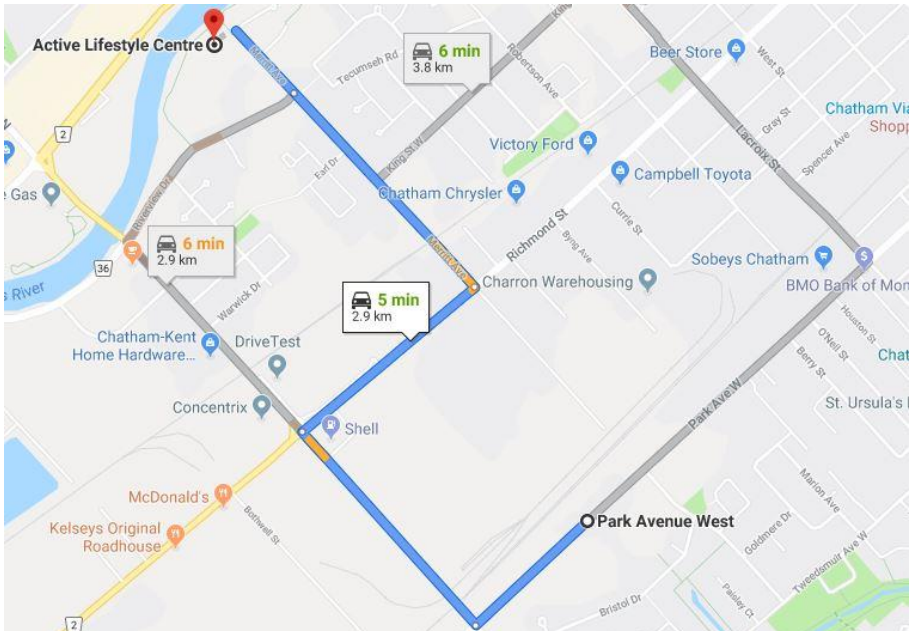 Active Lifestyle Centre
Merritt Ave
Tecumseh Rd
6 min
3.8 km
King
Robertson Ave
Beer Store
West St
2
Victory Ford
Lacroix St
Gray St
Chatham Via
Shopp
Spencer Ave
Earl Dr
King St W
Campbell Toyota
e Gas
Chatham Chrysler
Currie St
Riverview Dr
Richmond St
Byng Ave
6 min
2.9 km
Merritt Ave
Sobeys Chatham
36
s River
Charron Warehousing
BMO Bank of Mon
Warwick Dr
5 min
2.9 km
Houston St
O'Neil St
Chatham-Kent
Home Hardware...
DriveTest
Berry St
Chat
Concentrix
Park Ave W
St. Ursula's
Shell
McDonald's
Marion Ave
Kelseys Original
Roadhouse
Bothwell St
Park Avenue West
Goldmere Dr
Tweedsmuir Ave W
Paisley Ct
Bristol Dr
2